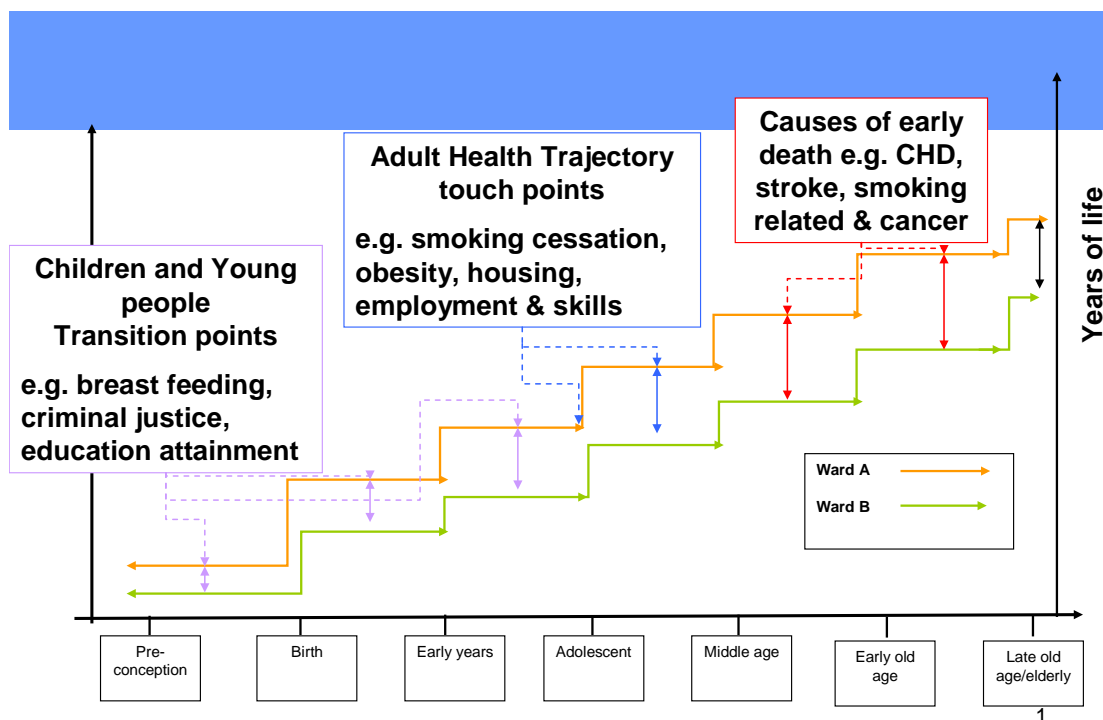 Causes of early
death e.g. CHD,
stroke, smoking
related & cancer
Adult Health Trajectory
touch points
e.g. smoking cessation,
obesity, housing,
employment & skills
Children and Young
people
Transition points
e.g. breast feeding,
criminal justice,
education attainment
Years of life
Ward A
Ward B
Pre-
conception
Birth
Early years
Adolescent
Middle age
Early old
age
Late old
age/elderly
1